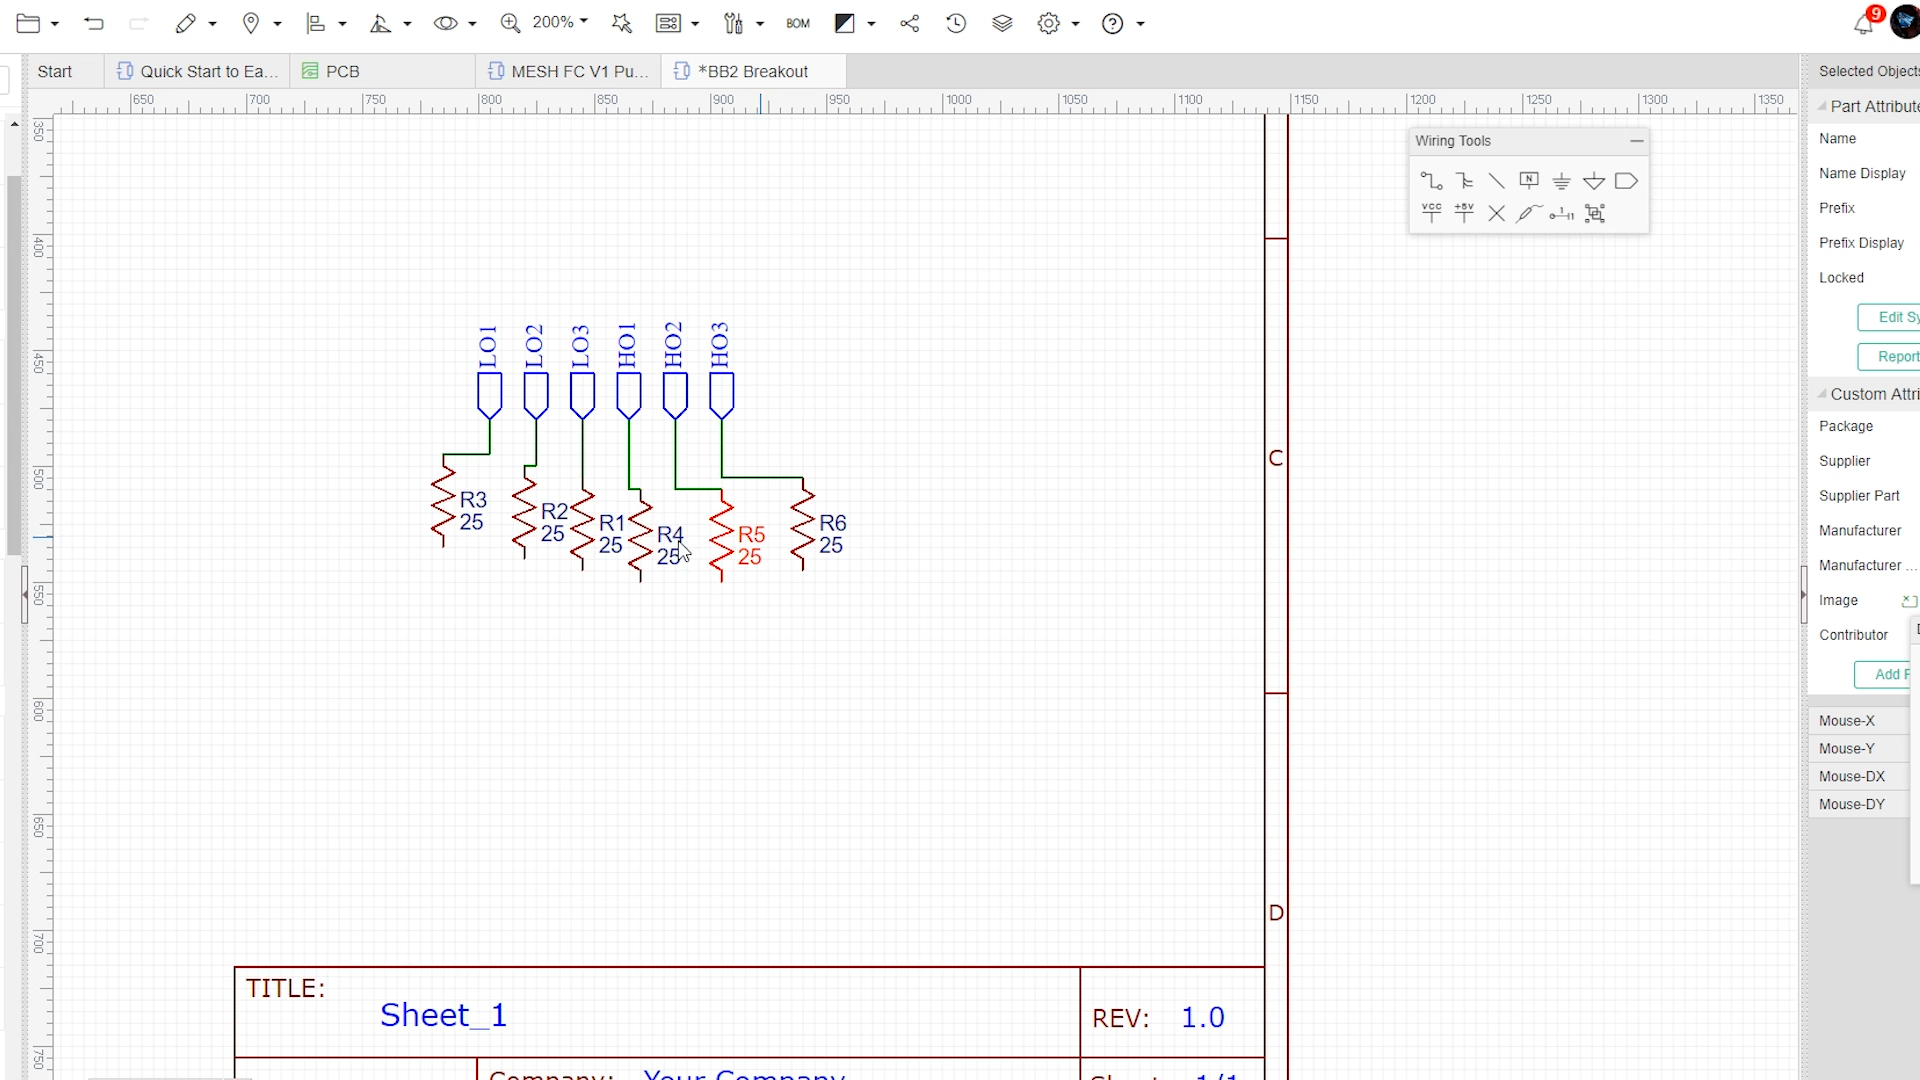 200%
BOM
9
Start
Quick Start to Ea...
PCB
MESH FC V1 Pu...
*BB2 Breakout
Selected Objects
650 700 750 800 850 900 950 1000 1050 1100 1150 1200 1250 1300 1350
350
400
450
500
550
600
650
700
750
Wiring Tools
N
VCC
+5V
Part Attribute
Name
Name Display
Prefix
Prefix Display
Locked
Edit Sy
Report
Custom Attri
Package
Supplier
Supplier Part
Manufacturer
Manufacturer ...
Image
Contributor
Add
Mouse-X
Mouse-Y
Mouse-DX
Mouse-DY
LO1
LO2
LO3
HO1
HO2
HO3
R3
25
R2
25
R1
25
R4
25
R5
25
R6
25
C
D
TITLE:
Sheet_1
REV: 1.0
Company: Your Company
Sheet: 1/1